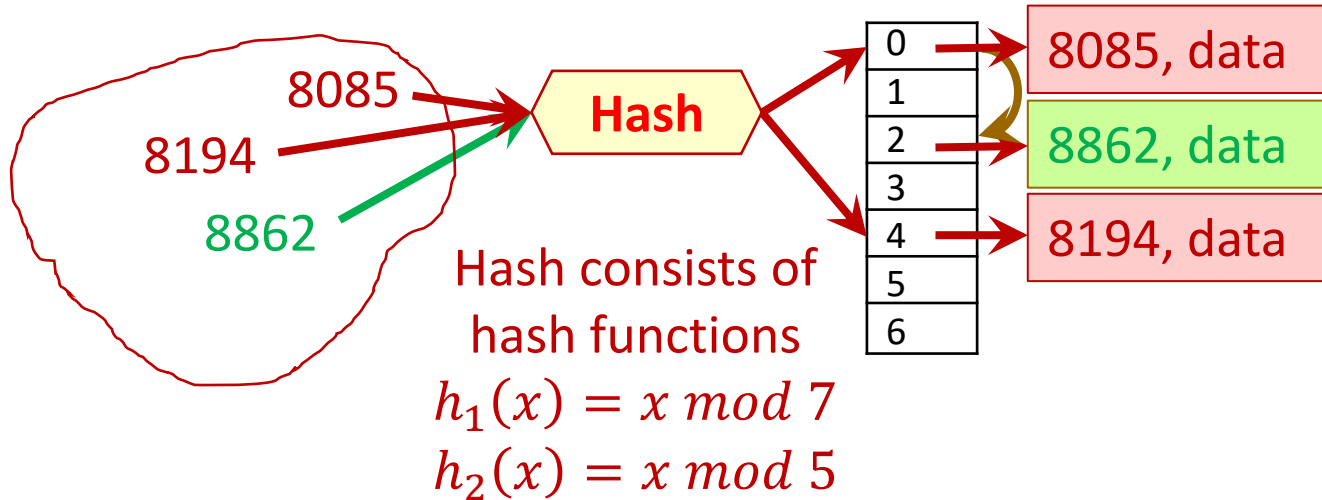 8085
8194
8862
Hash
Hash consists of
hash functions
h₁(x) = x mod 7
h₂(x) = x mod 5
0
1
2
3
4
5
6
8085, data
8862, data
8194, data